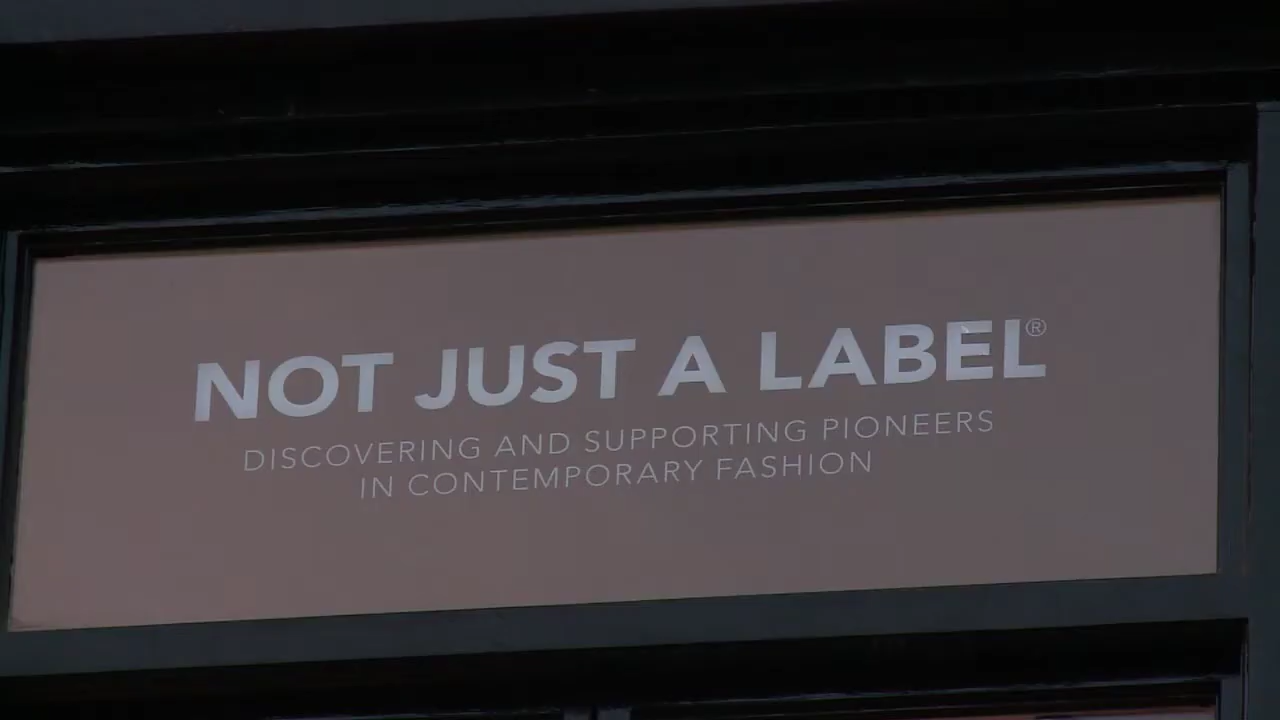 NOT JUST A LABEL®
DISCOVERING AND SUPPORTING PIONEERS
IN CONTEMPORARY FASHION